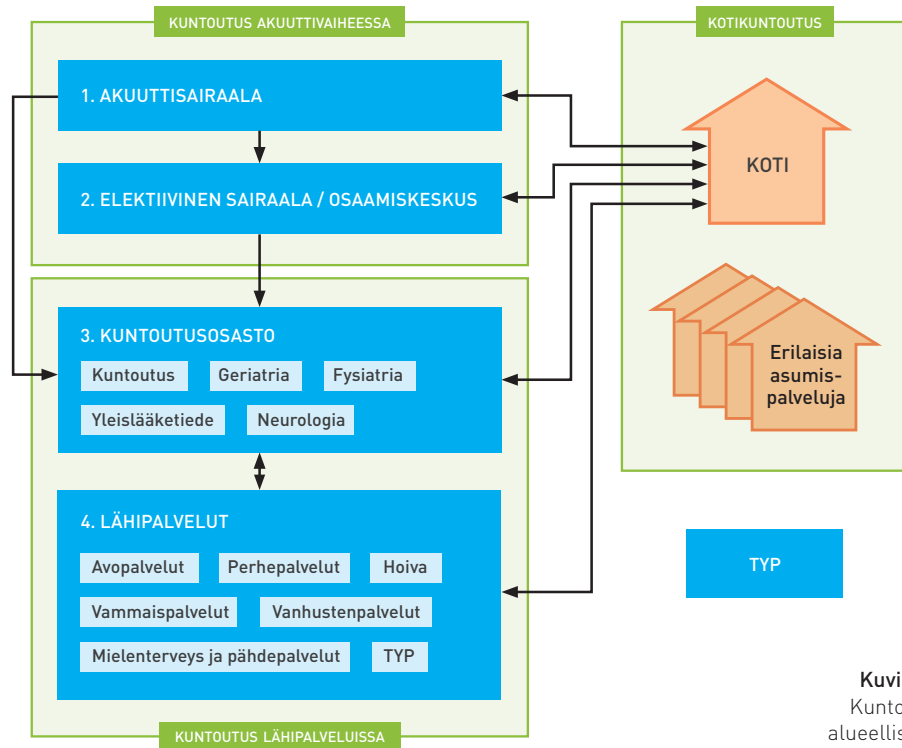 KUNTOUTUS AKUUTTIVAIHEESSA
1. AKUUTTISAIRAALA
2. ELEKTIIVINEN SAIRAALA / OSAAMISKESKUS
3. KUNTOUTUSOSASTO
Kuntoutus Geriatria Fysiatria
Yleislääketiede Neurologia
4. LÄHIPALVELUT
Avopalvelut Perhepalvelut Hoiva
Vammaispalvelut Vanhustenpalvelut
Mielenterveys ja pähdepalvelut TYP
KUNTOUTUS LÄHIPALVELUISSA
KOTIKUNTOUTUS
KOTI
Erilaisia
asumis-
palveluja
TYP
Kuvi
Kunto
alueellis